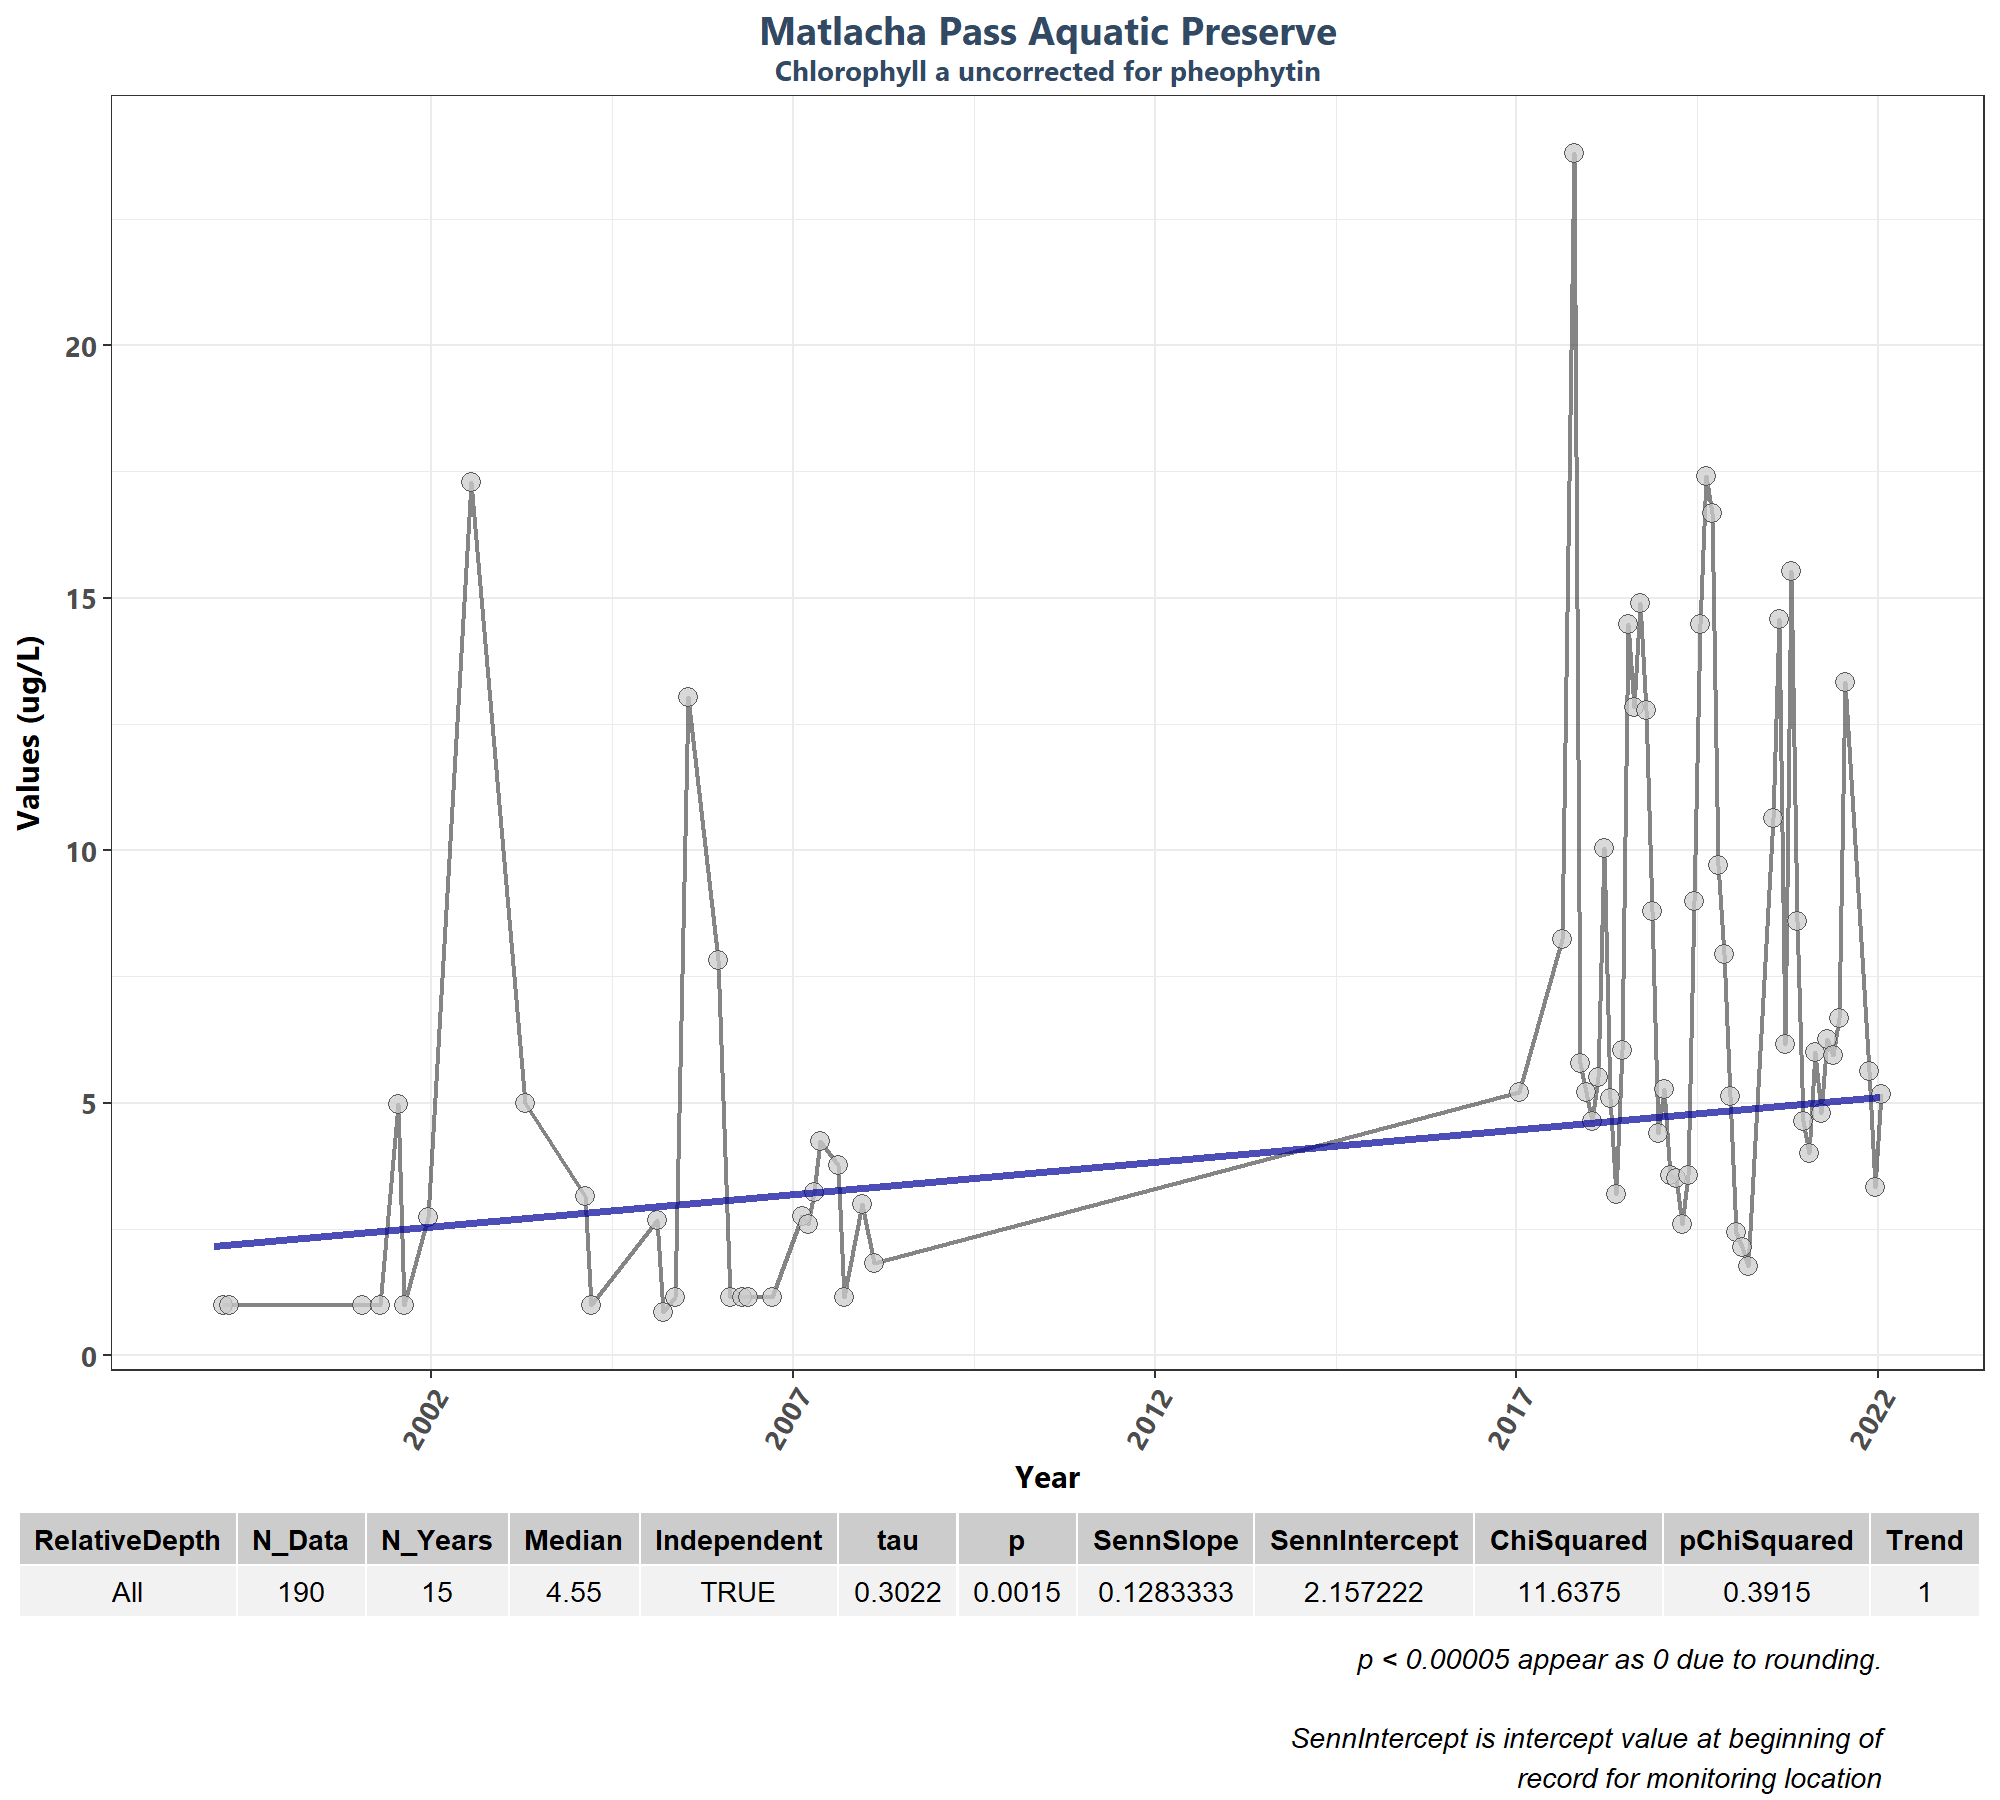 Matlacha Pass Aquatic Preserve
Chlorophyll a uncorrected for pheophytin
Values (ug/L)
20
15
10
5
0
2002 2007 2012 2017 2022
Year
RelativeDepth N_Data N_Years Median Independent tau p SennSlope SennIntercept ChiSquared pChiSquared Trend
All 190 15 4.55 TRUE 0.3022 0.0015 0.1283333 2.157222 11.6375 0.3915 1
p < 0.00005 appear as 0 due to rounding.
SennIntercept is intercept value at beginning of
record for monitoring location